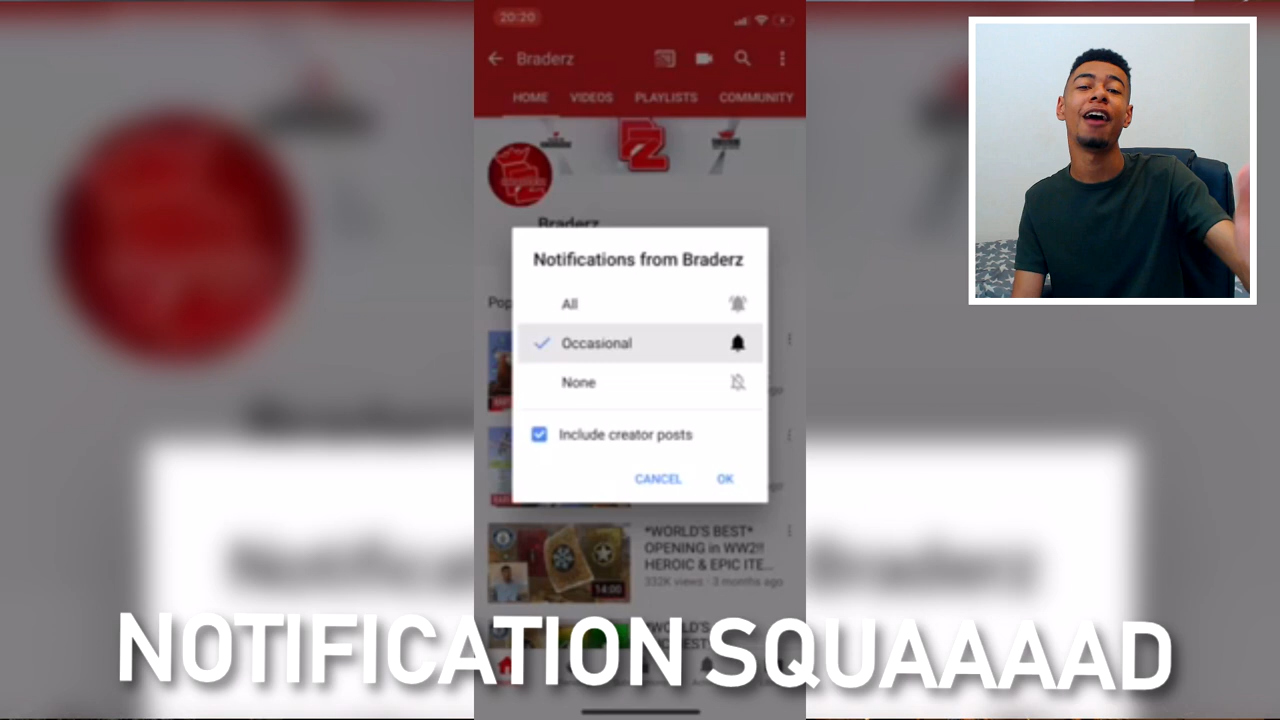 20:20
Braderz
HOME VIDEOS PLAYLISTS COMMUNITY
Braderz
Notifications from Braderz
All
Occasional
None
Include creator posts
CANCEL OK
*WORLD'S BEST*
OPENING in WW2!!
HEROIC & EPIC ITE...
332K views · 3 months ago
14:00
NOTIFICATION SQUAAAAAD